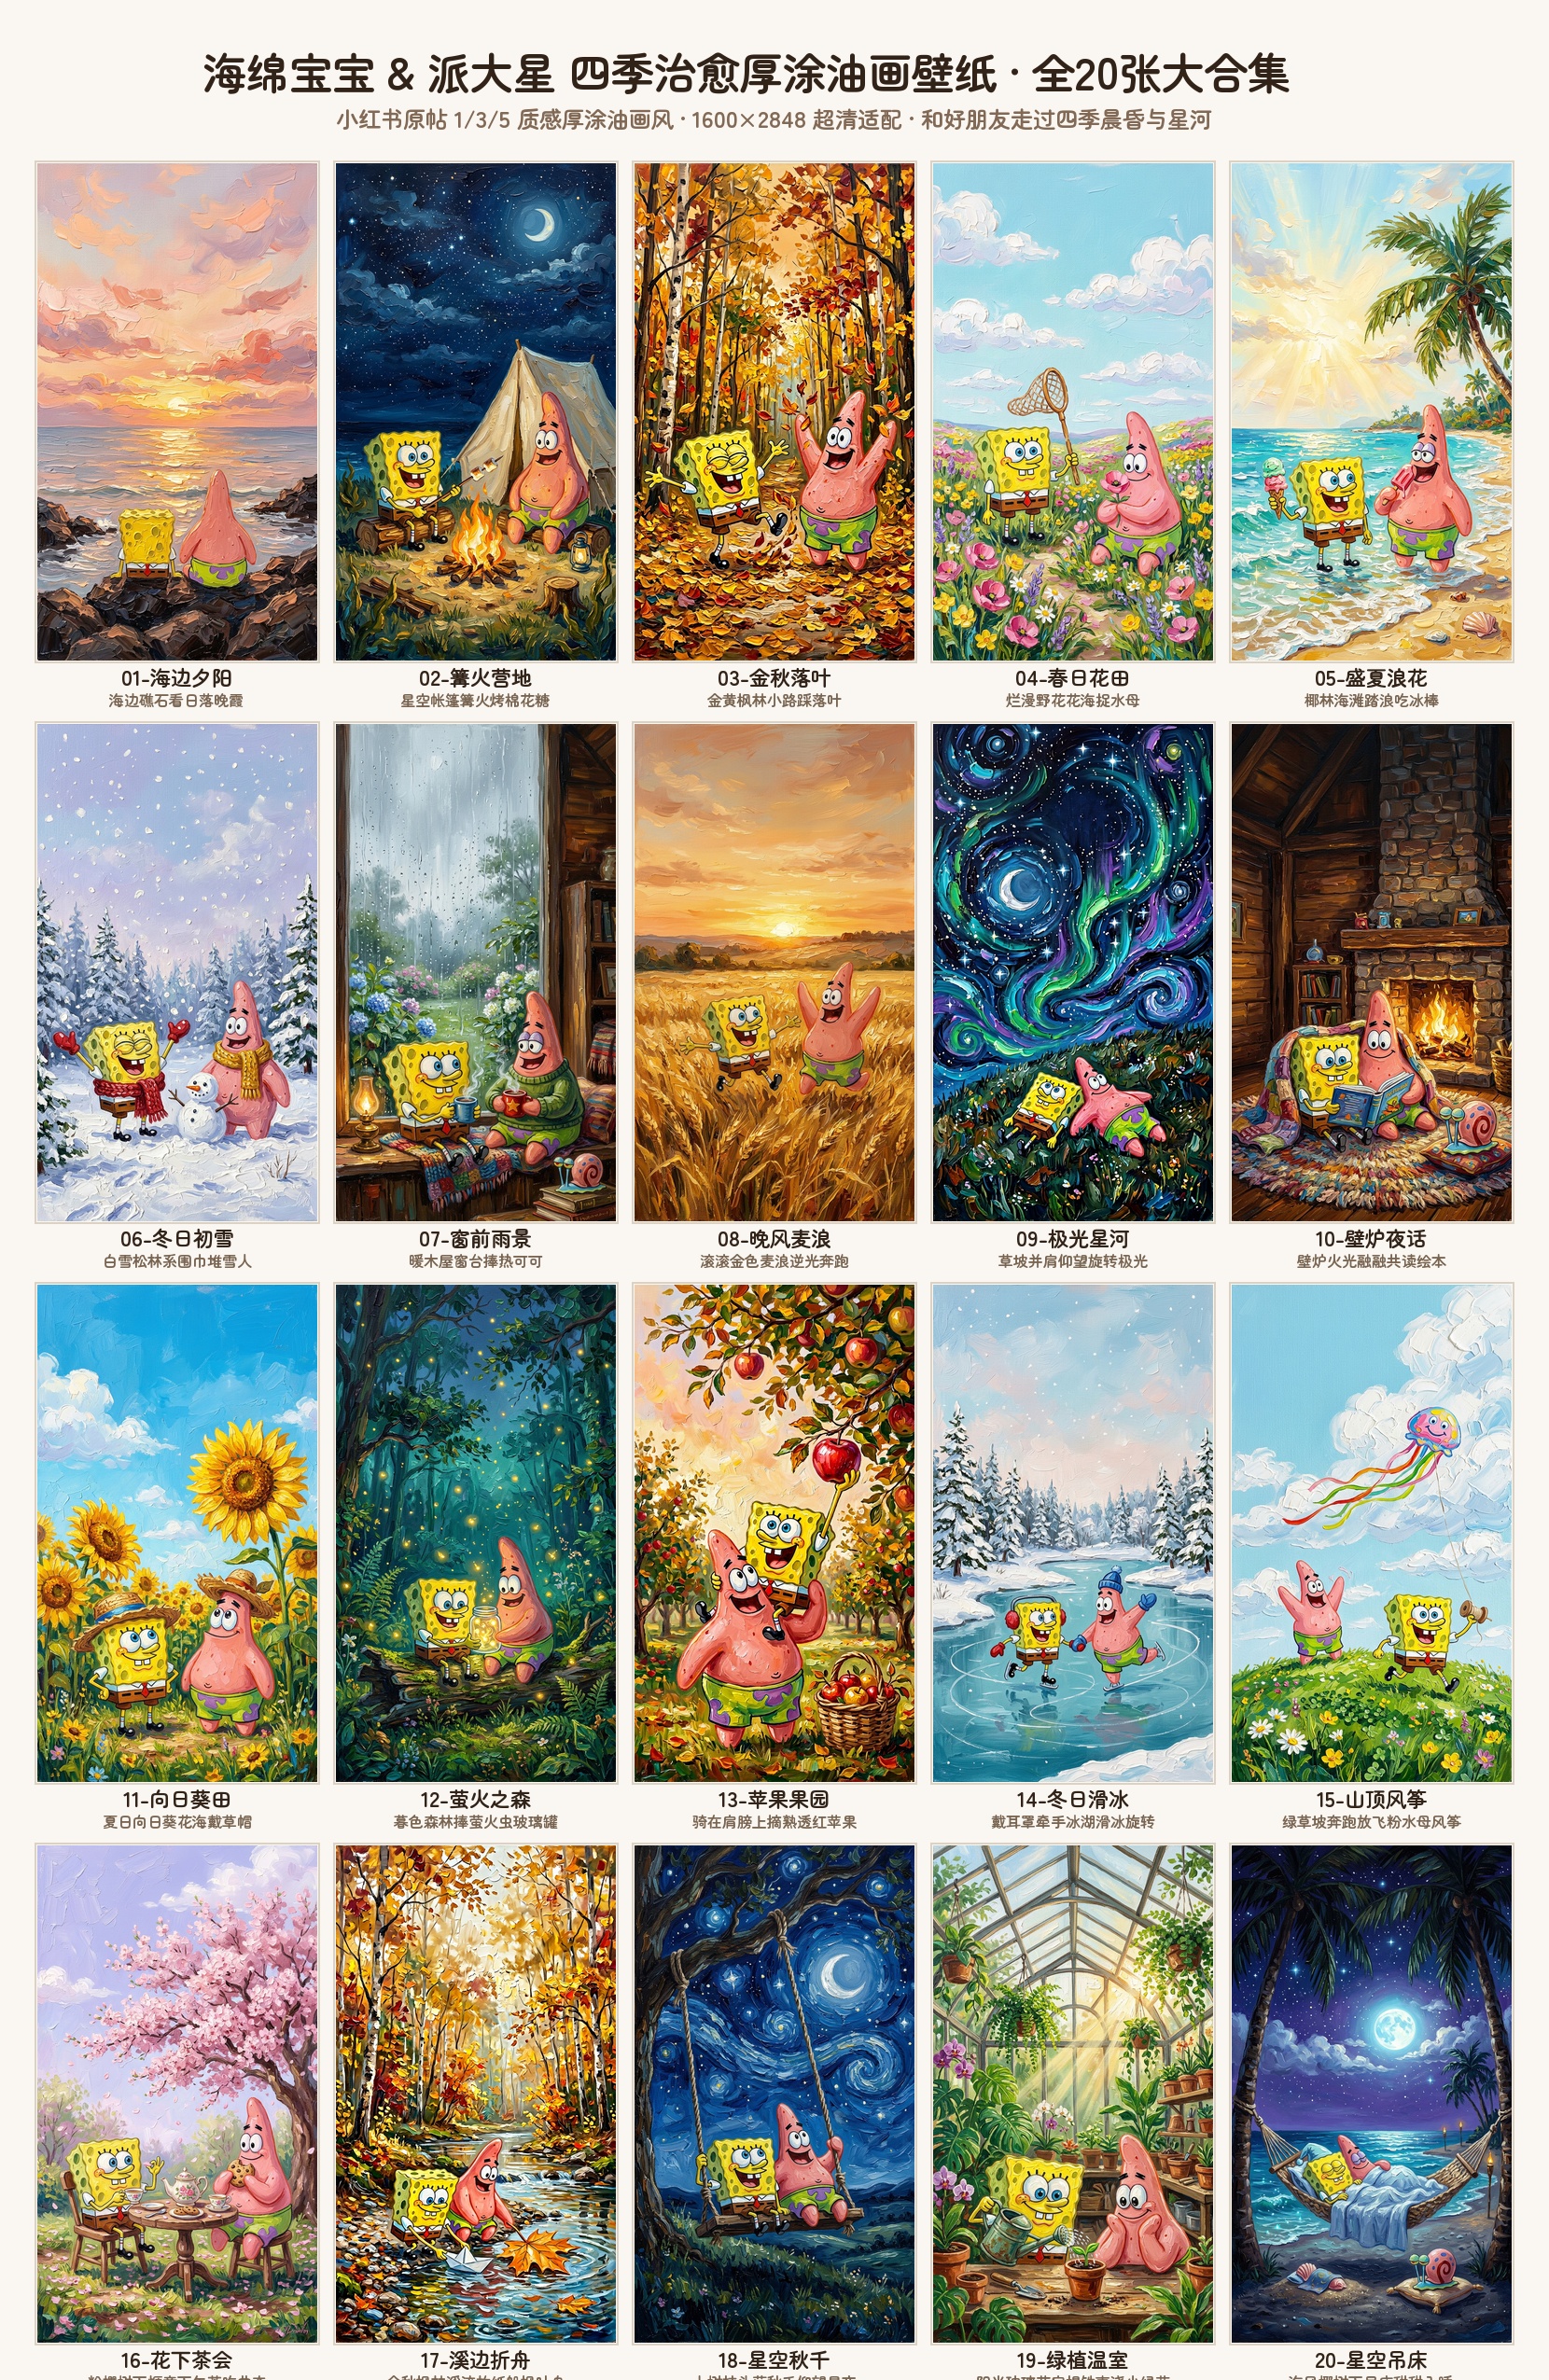 海绵宝宝 & 派大星 四季治愈厚涂油画壁纸 · 全20张大合集
小红书原帖 1/3/5 质感厚涂油画风 · 1600×2848 超清适配 · 和好朋友走过四季晨昏与星河
01-海边夕阳
海边礁石看日落晚霞
02-篝火营地
星空帐篷篝火烤棉花糖
03-金秋落叶
金黄枫林小路踩落叶
04-春日花田
烂漫野花花海捉水母
05-盛夏浪花
椰林海滩踏浪吃冰棒
06-冬日初雪
白雪松林系围巾堆雪人
07-窗前雨景
暖木屋窗台捧热可可
08-晚风麦浪
滚滚金色麦浪逆光奔跑
09-极光星河
草坡并肩仰望旋转极光
10-壁炉夜话
壁炉火光融融共读绘本
11-向日葵田
夏日向日葵花海戴草帽
12-萤火之森
暮色森林捧萤火虫玻璃罐
13-苹果果园
骑在肩膀上摘熟透红苹果
14-冬日滑冰
戴耳罩牵手冰湖滑冰旋转
15-山顶风筝
绿草坡奔跑放飞粉水母风筝
16-花下茶会
17-溪边折舟
18-星空秋千
19-绿植温室
20-星空吊床